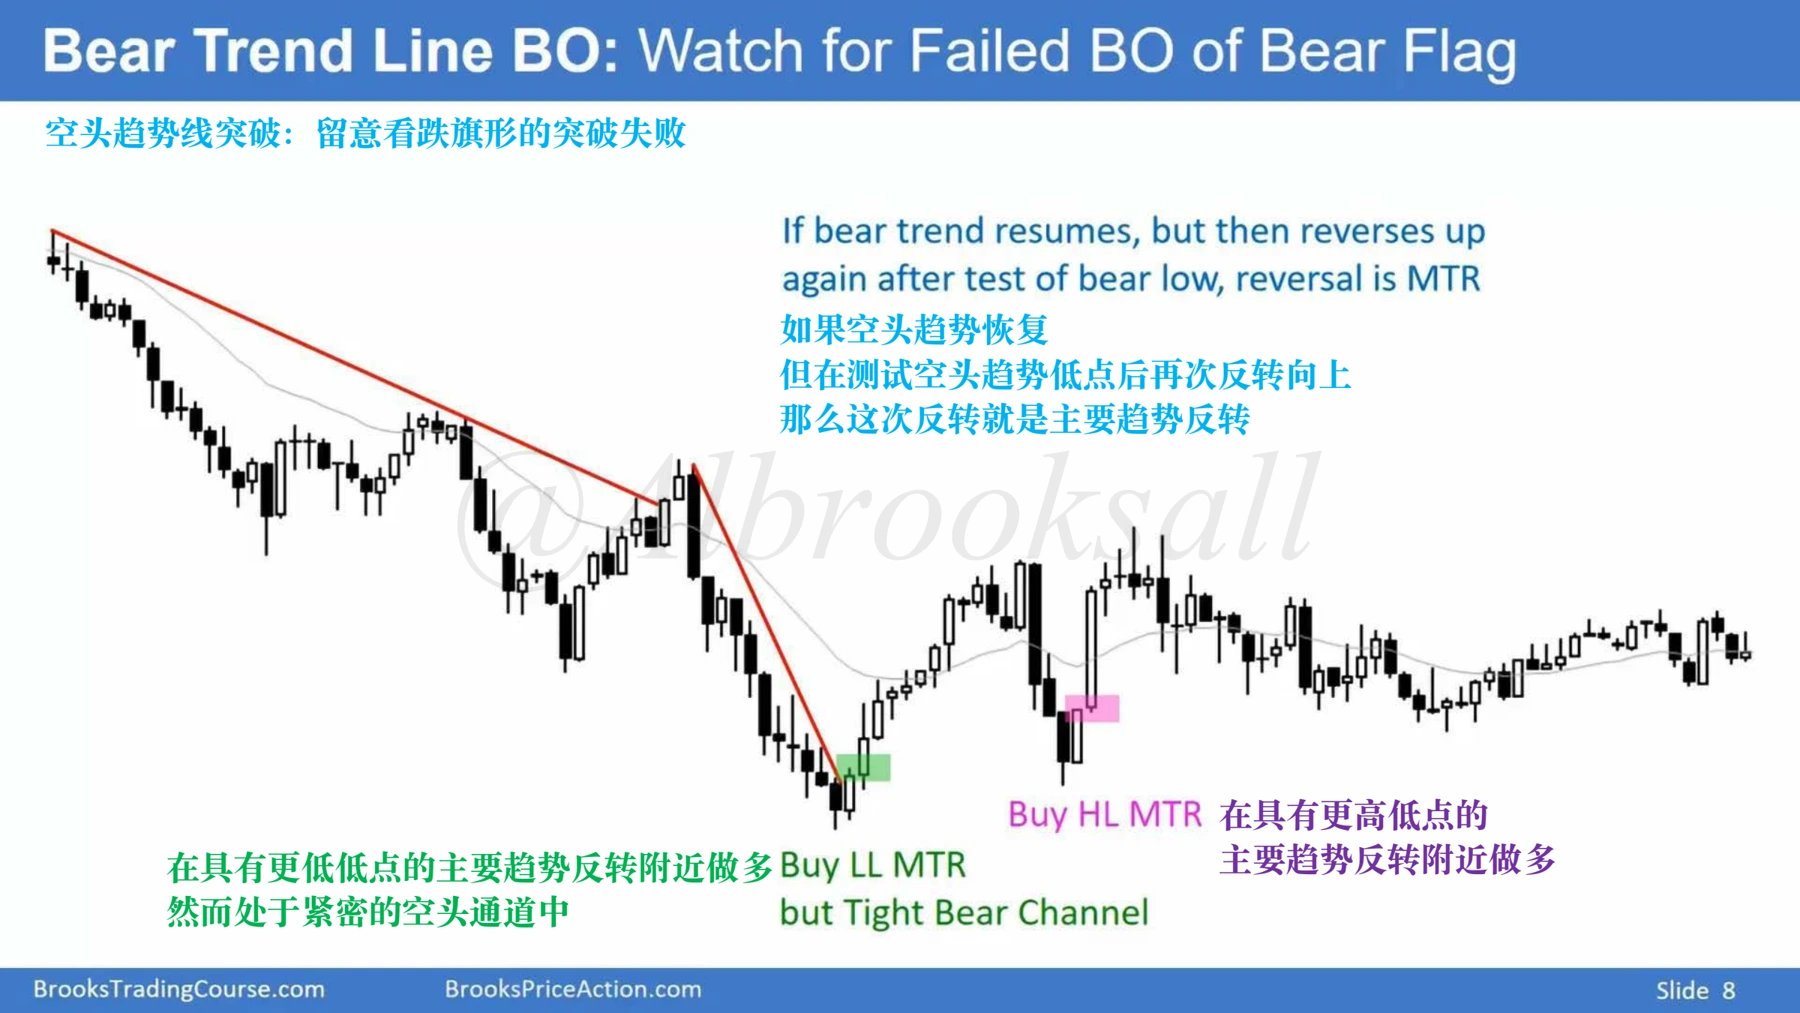 Bear Trend Line BO: Watch for Failed BO of Bear Flag
空头趋势线突破：留意看跌旗形的突破失败
If bear trend resumes, but then reverses up
again after test of bear low, reversal is MTR
如果空头趋势恢复
但在测试空头趋势低点后再次反转向上
那么这次反转就是主要趋势反转
@Albrooksall
Buy HL MTR
在具有更高低点的
主要趋势反转附近做多
在具有更低低点的主要趋势反转附近做多
然而处于紧密的空头通道中
Buy LL MTR
but Tight Bear Channel
BrooksTradingCourse.com
BrooksPriceAction.com
Slide 8